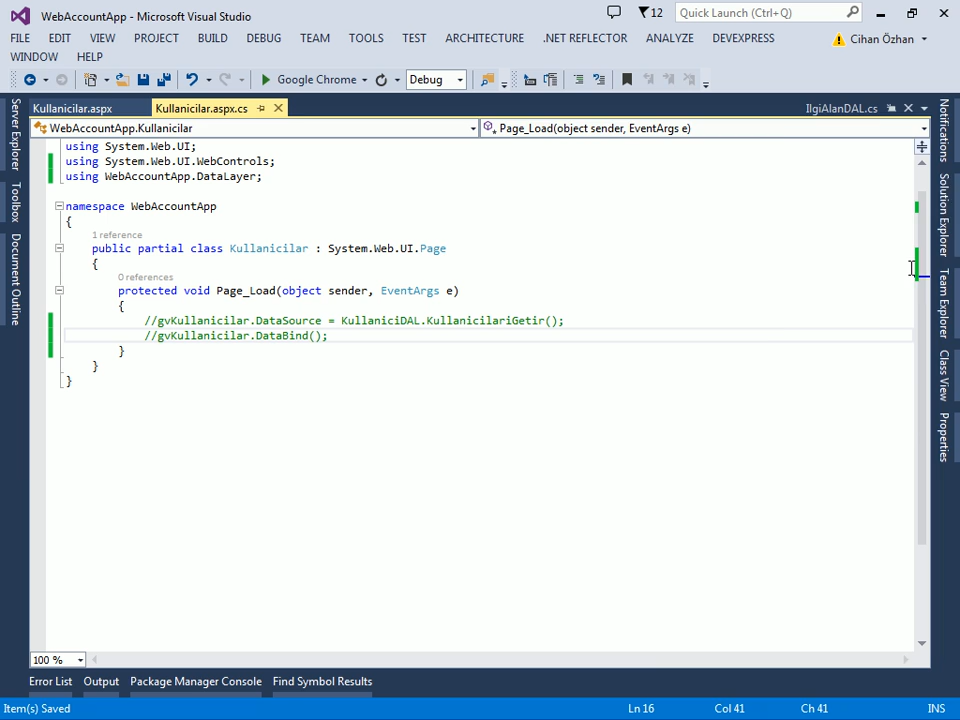 WebAccountApp - Microsoft Visual Studio
12
Quick Launch (Ctrl+Q)
FILE EDIT VIEW PROJECT BUILD DEBUG TEAM TOOLS TEST ARCHITECTURE .NET REFLECTOR ANALYZE DEVEXPRESS
Cihan Özhan
WINDOW HELP
Google Chrome
Debug
Kullanicilar.aspx
Kullanicilar.aspx.cs
IlgiAlanDAL.cs
WebAccountApp.Kullanicilar
Page_Load(object sender, EventArgs e)
using System.Web.UI;
using System.Web.UI.WebControls;
using WebAccountApp.DataLayer;
namespace WebAccountApp
{
1 reference
public partial class Kullanicilar : System.Web.UI.Page
{
0 references
protected void Page_Load(object sender, EventArgs e)
{
//gvKullanicilar.DataSource = KullaniciDAL.KullanicilariGetir();
//gvKullanicilar.DataBind();
}
}
}
Server Explorer
Toolbox
Document Outline
Notifications
Solution Explorer
Team Explorer
Class View
Properties
100 %
Error List Output Package Manager Console Find Symbol Results
Item(s) Saved
Ln 16 Col 41 Ch 41 INS